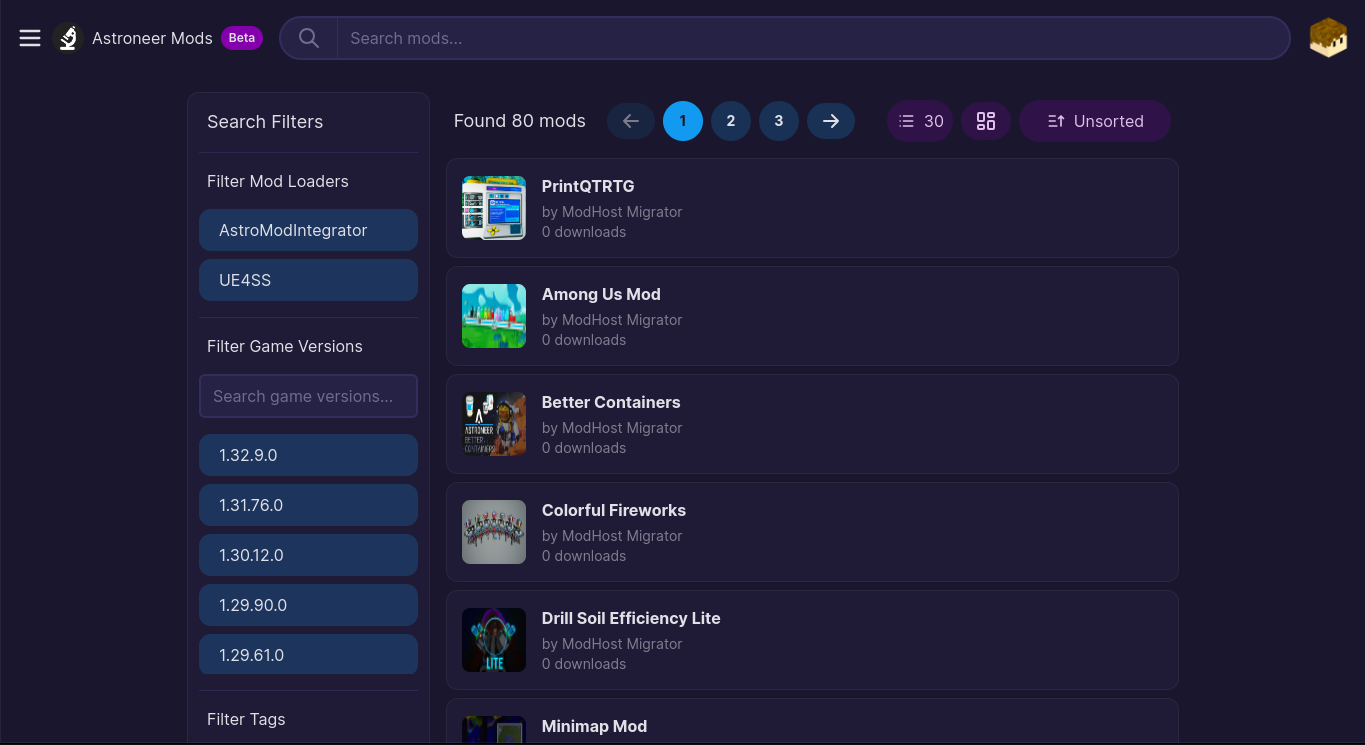 Astroneer Mods Beta Search mods...
Search Filters
Filter Mod Loaders
AstroModIntegrator
UE4SS
Filter Game Versions
Search game versions...
1.32.9.0
1.31.76.0
1.30.12.0
1.29.90.0
1.29.61.0
Filter Tags
Found 80 mods 1 2 3 30 Unsorted
PrintQTRTG
by ModHost Migrator
0 downloads
Among Us Mod
by ModHost Migrator
0 downloads
ASTRONEER
BETTER
CONTAINERS
Better Containers
by ModHost Migrator
0 downloads
Colorful Fireworks
by ModHost Migrator
0 downloads
LITE
Drill Soil Efficiency Lite
by ModHost Migrator
0 downloads
Minimap Mod